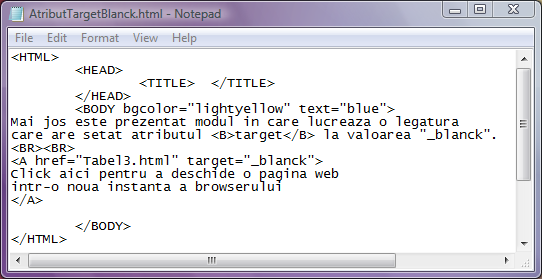 AtributTargetBlanck.html - Notepad
File Edit Format View Help
<HTML>
<HEAD>
<TITLE> </TITLE>
</HEAD>
<BODY bgcolor="lightyellow" text="blue">
Mai jos este prezentat modul in care lucreaza o legatura
care are setat atributul <B>target</B> la valoarea "_blanck".
<BR><BR>
<A href="Tabel3.html" target="_blanck">
Click aici pentru a deschide o pagina web
intr-o noua instanta a browserului
</A>
</BODY>
</HTML>